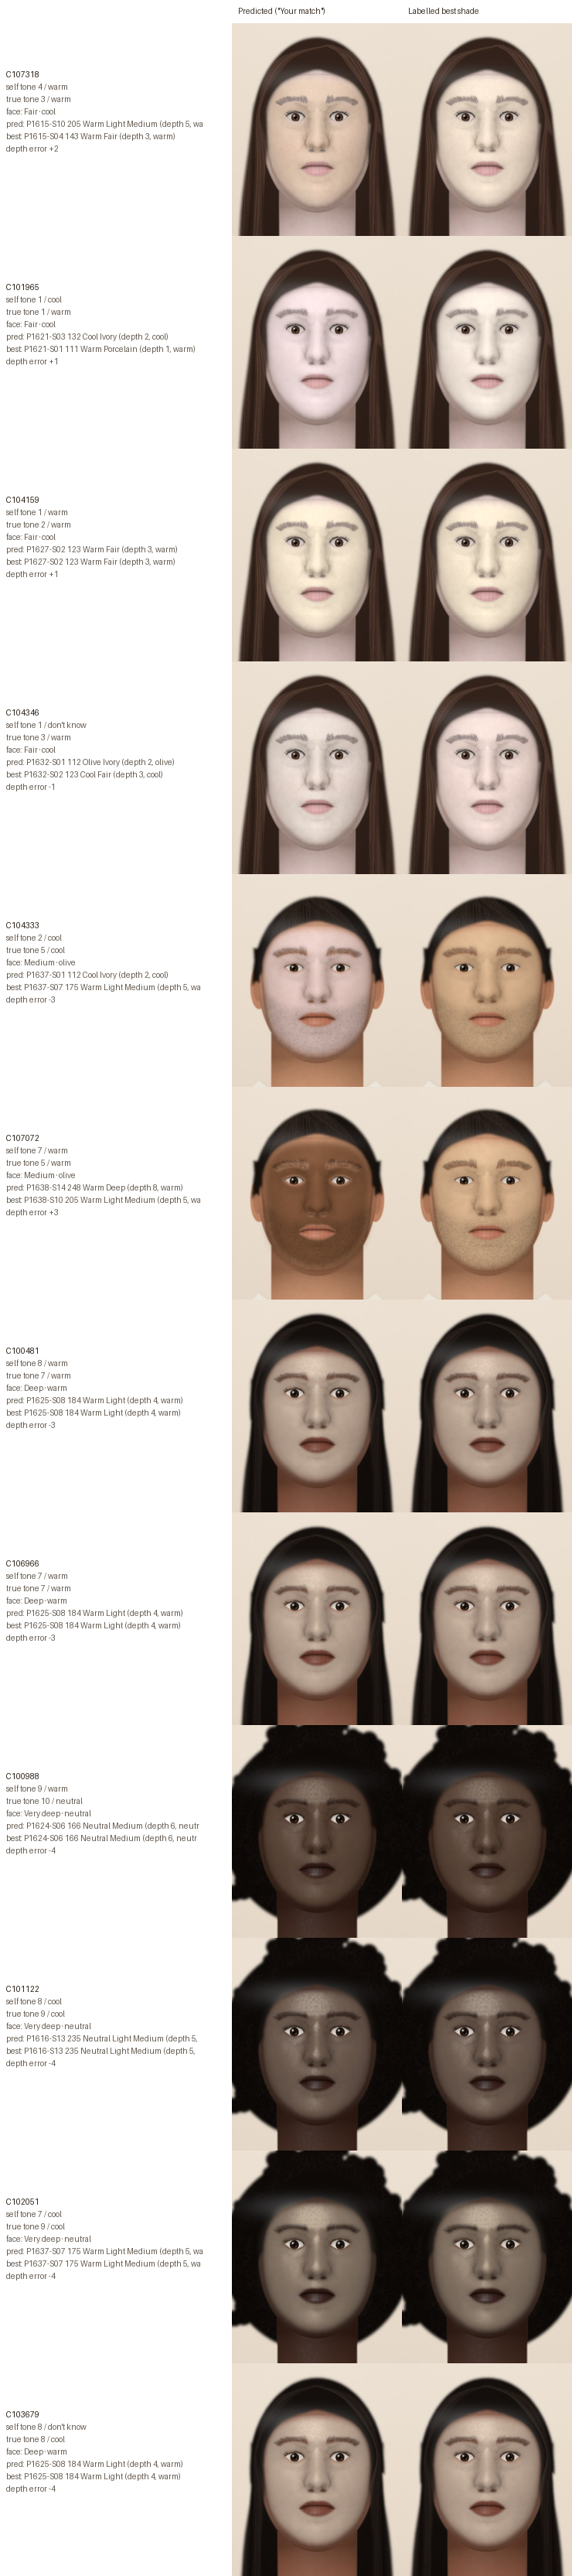 Predicted ("Your match")
Labelled best shade
C107318
self tone 4 / warm
true tone 3 / warm
face: Fair · cool
pred: P1615-S10 205 Warm Light Medium (depth 5, wa
best: P1615-S04 143 Warm Fair (depth 3, warm)
depth error +2
C101965
self tone 1 / cool
true tone 1 / warm
face: Fair · cool
pred: P1621-S03 132 Cool Ivory (depth 2, cool)
best: P1621-S01 111 Warm Porcelain (depth 1, warm)
depth error +1
C104159
self tone 1 / warm
true tone 2 / warm
face: Fair · cool
pred: P1627-S02 123 Warm Fair (depth 3, warm)
best: P1627-S02 123 Warm Fair (depth 3, warm)
depth error +1
C104346
self tone 1 / don't know
true tone 3 / warm
face: Fair · cool
pred: P1632-S01 112 Olive Ivory (depth 2, olive)
best: P1632-S02 123 Cool Fair (depth 3, cool)
depth error -1
C104333
self tone 2 / cool
true tone 5 / cool
face: Medium · olive
pred: P1637-S01 112 Cool Ivory (depth 2, cool)
best: P1637-S07 175 Warm Light Medium (depth 5, wa
depth error -3
C107072
self tone 7 / warm
true tone 5 / warm
face: Medium · olive
pred: P1638-S14 248 Warm Deep (depth 8, warm)
best: P1638-S10 205 Warm Light Medium (depth 5, wa
depth error +3
C100481
self tone 8 / warm
true tone 7 / warm
face: Deep · warm
pred: P1625-S08 184 Warm Light (depth 4, warm)
best: P1625-S08 184 Warm Light (depth 4, warm)
depth error -3
C106966
self tone 7 / warm
true tone 7 / warm
face: Deep · warm
pred: P1625-S08 184 Warm Light (depth 4, warm)
best: P1625-S08 184 Warm Light (depth 4, warm)
depth error -3
C100988
self tone 9 / warm
true tone 10 / neutral
face: Very deep · neutral
pred: P1624-S06 166 Neutral Medium (depth 6, neutr
best: P1624-S06 166 Neutral Medium (depth 6, neutr
depth error -4
C101122
self tone 8 / cool
true tone 9 / cool
face: Very deep · neutral
pred: P1616-S13 235 Neutral Light Medium (depth 5,
best: P1616-S13 235 Neutral Light Medium (depth 5,
depth error -4
C102051
self tone 7 / cool
true tone 9 / cool
face: Very deep · neutral
pred: P1637-S07 175 Warm Light Medium (depth 5, wa
best: P1637-S07 175 Warm Light Medium (depth 5, wa
depth error -4
C103679
self tone 8 / don't know
true tone 8 / cool
face: Deep · warm
pred: P1625-S08 184 Warm Light (depth 4, warm)
best: P1625-S08 184 Warm Light (depth 4, warm)
depth error -4